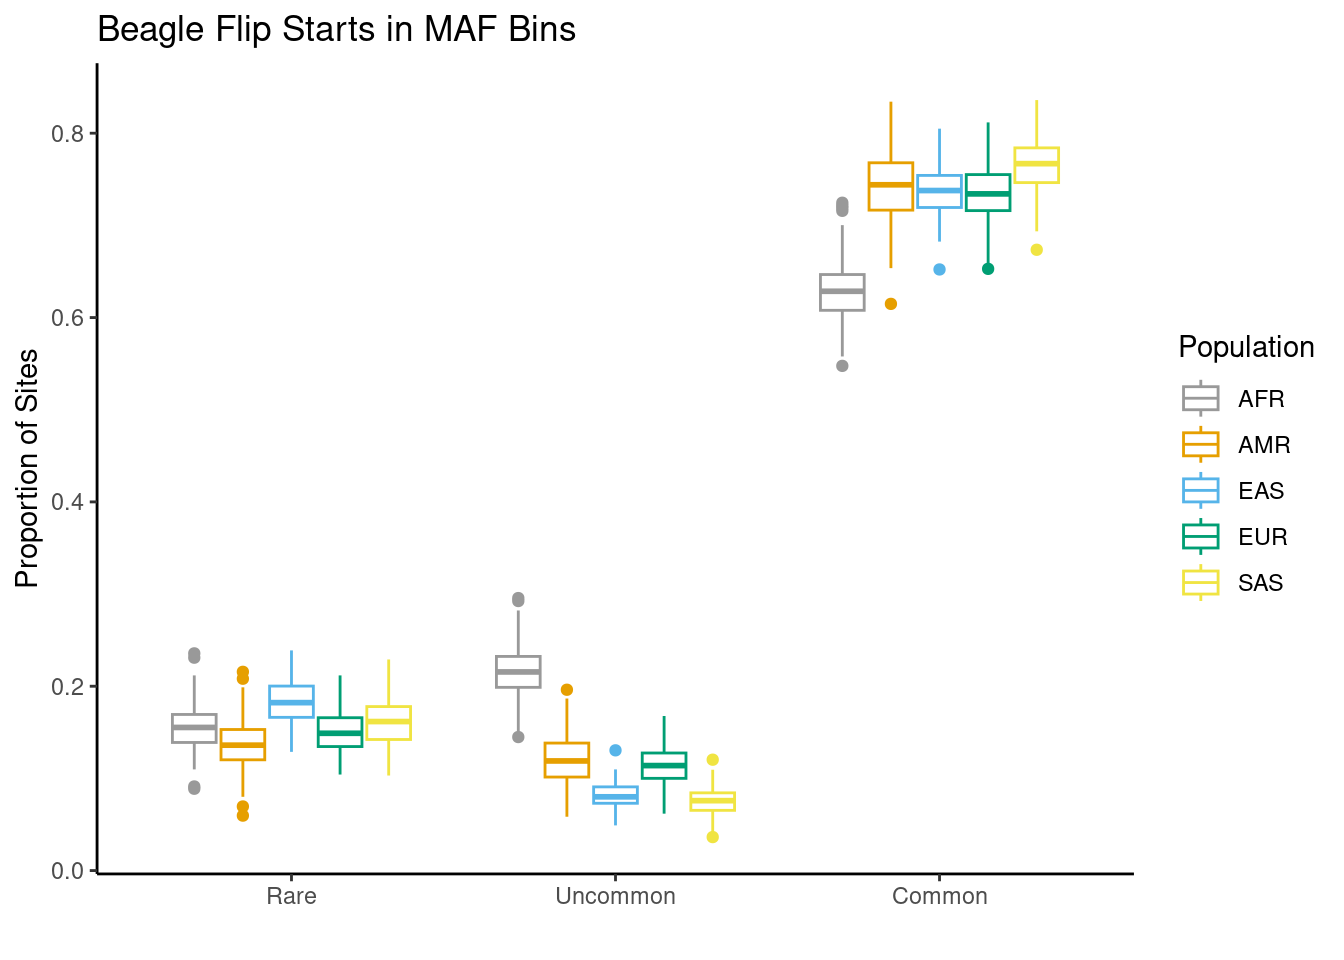 Beagle Flip Starts in MAF Bins
Proportion of Sites
0.8
0.6
0.4
0.2
0.0
Rare
Uncommon
Common
Population
AFR
AMR
EAS
EUR
SAS